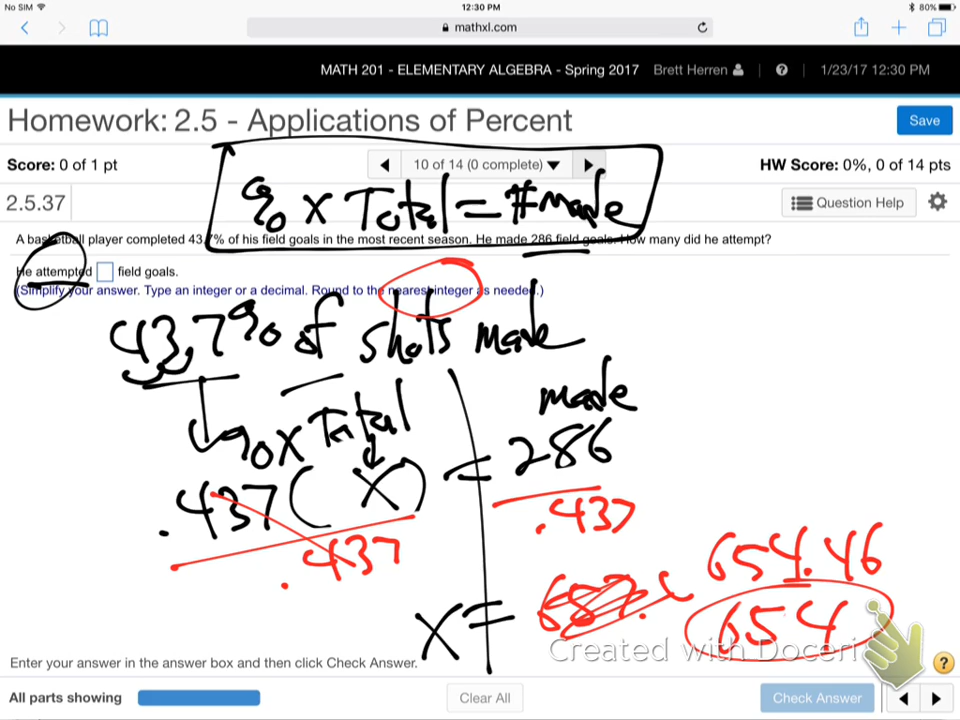 No SIM 12:30 PM 80%
mathxl.com
MATH 201 - ELEMENTARY ALGEBRA - Spring 2017 Brett Herren ? 1/23/17 12:30 PM
Homework: 2.5 - Applications of Percent Save
Score: 0 of 1 pt 10 of 14 (0 complete) HW Score: 0%, 0 of 14 pts
% x Total = # made
2.5.37 Question Help
A basketball player completed 43.7% of his field goals in the most recent season. He made 286 field goals. How many did he attempt?
He attempted field goals.
(Simplify your answer. Type an integer or a decimal. Round to the nearest integer as needed.)
43.7% of shots made
% x Total made
.437 ( x ) = 286
.437 .437
654.46
x = 654
Created with Doceri
Enter your answer in the answer box and then click Check Answer. ?
All parts showing Clear All Check Answer